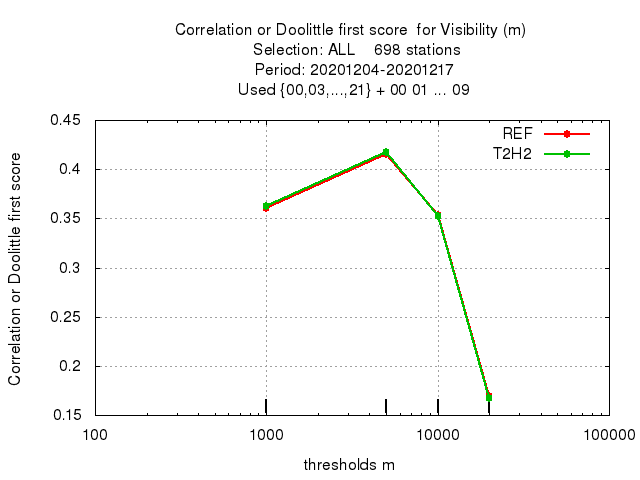 Correlation or Doolittle first score  for Visibility (m)
Selection: ALL    698 stations
Period: 20201204-20201217
Used {00,03,...,21} + 00 01 ... 09
REF
T2H2
Correlation or Doolittle first score
0.45
0.4
0.35
0.3
0.25
0.2
0.15
100 1000 10000 100000
thresholds m